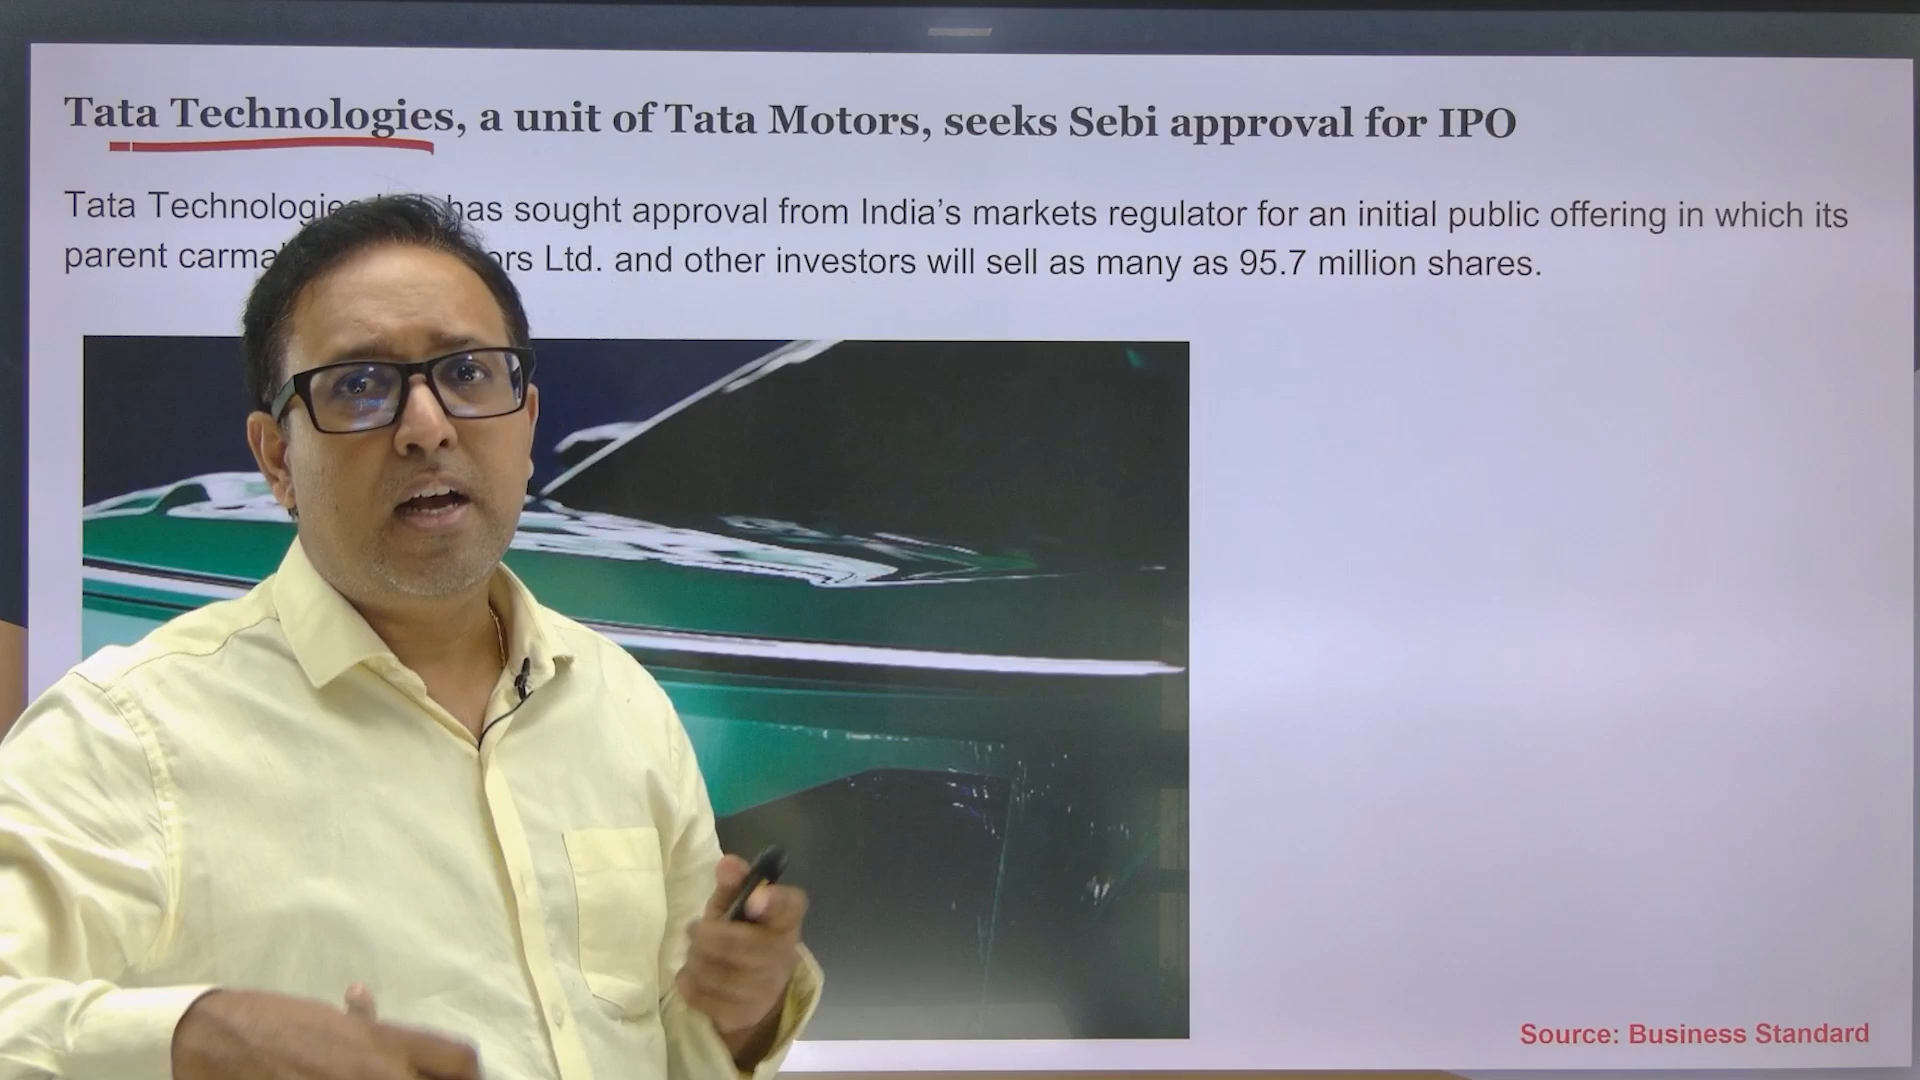 Tata Technologies, a unit of Tata Motors, seeks Sebi approval for IPO
Tata Technologies has sought approval from India's markets regulator for an initial public offering in which its
parent Ltd. and other investors will sell as many as 95.7 million shares.
Source: Business Standard